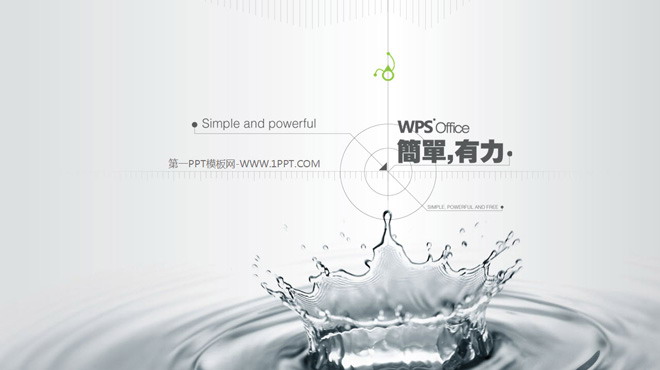 Simple and powerful
WPS Office
簡單,有力
第一PPT模板网-WWW.1PPT.COM
SIMPLE, POWERFUL AND FREE